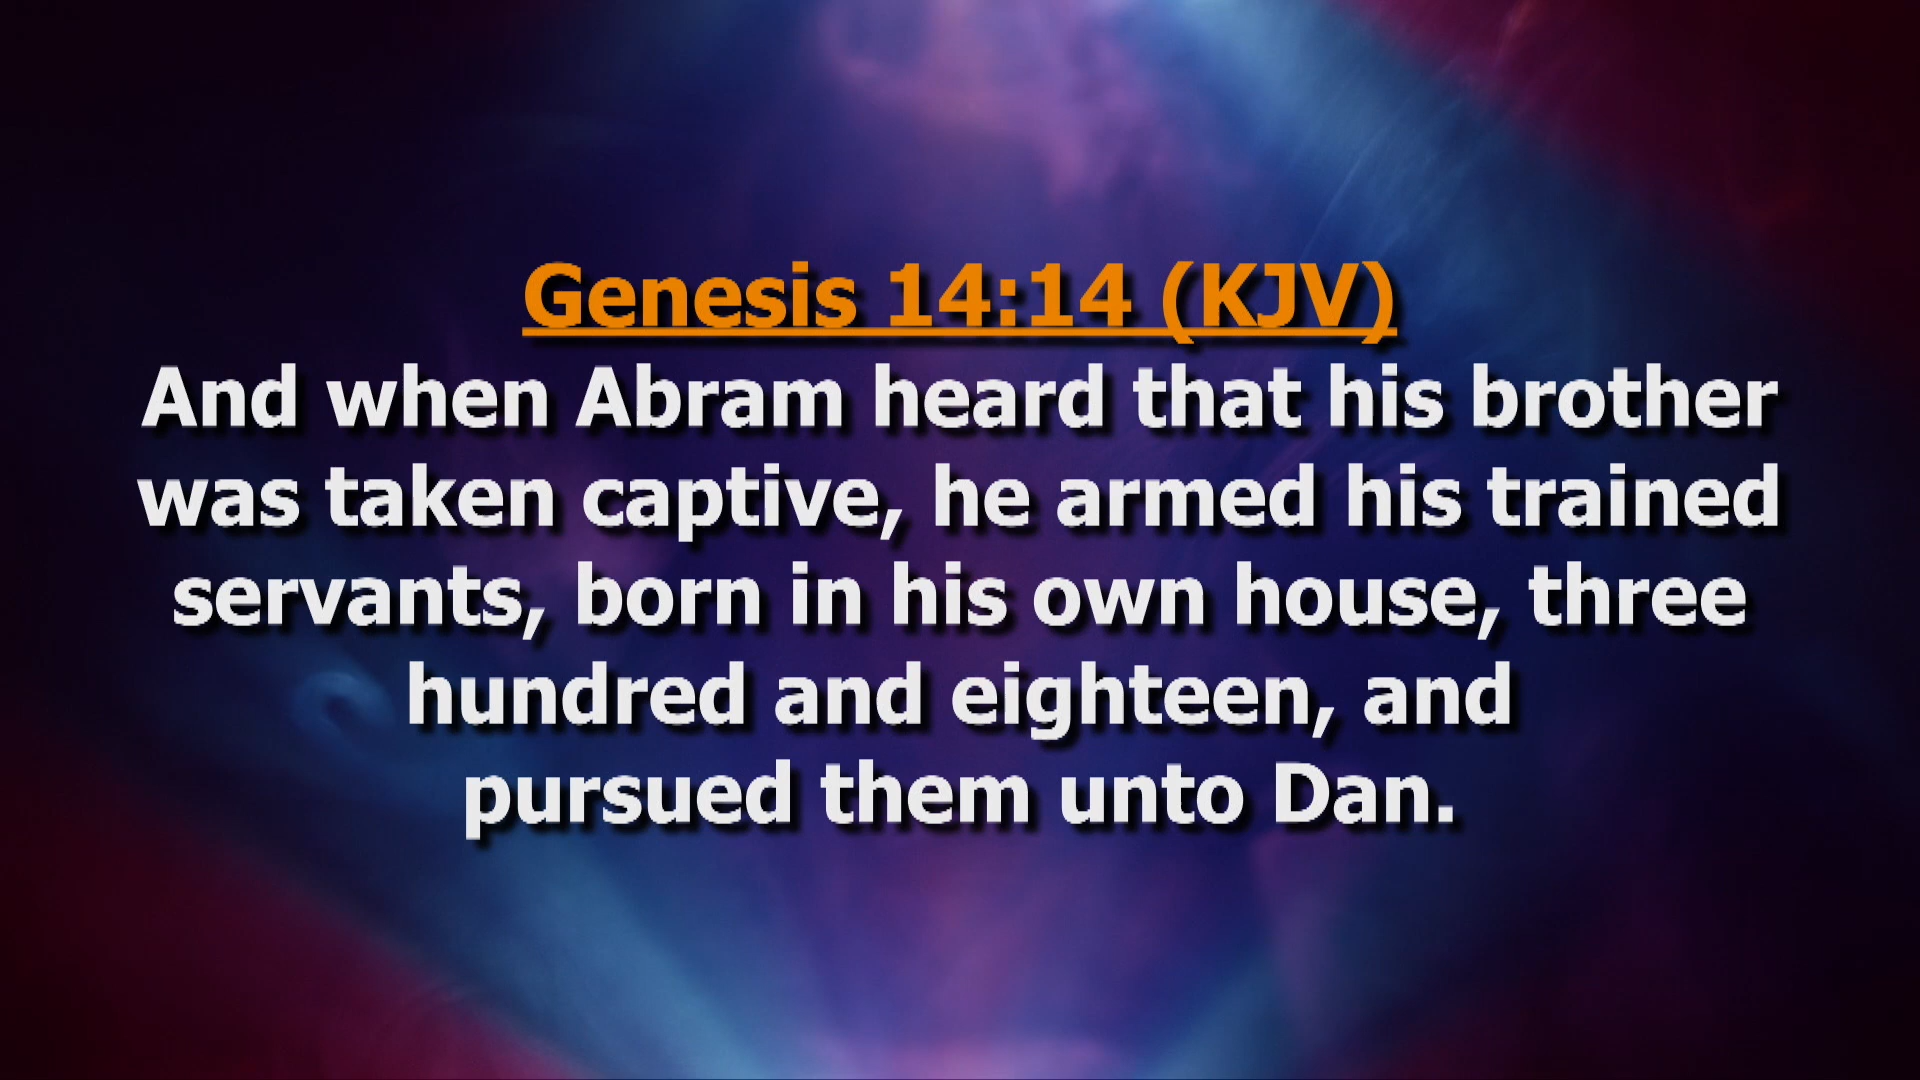 Genesis 14:14 (KJV)
And when Abram heard that his brother
was taken captive, he armed his trained
servants, born in his own house, three
hundred and eighteen, and
pursued them unto Dan.